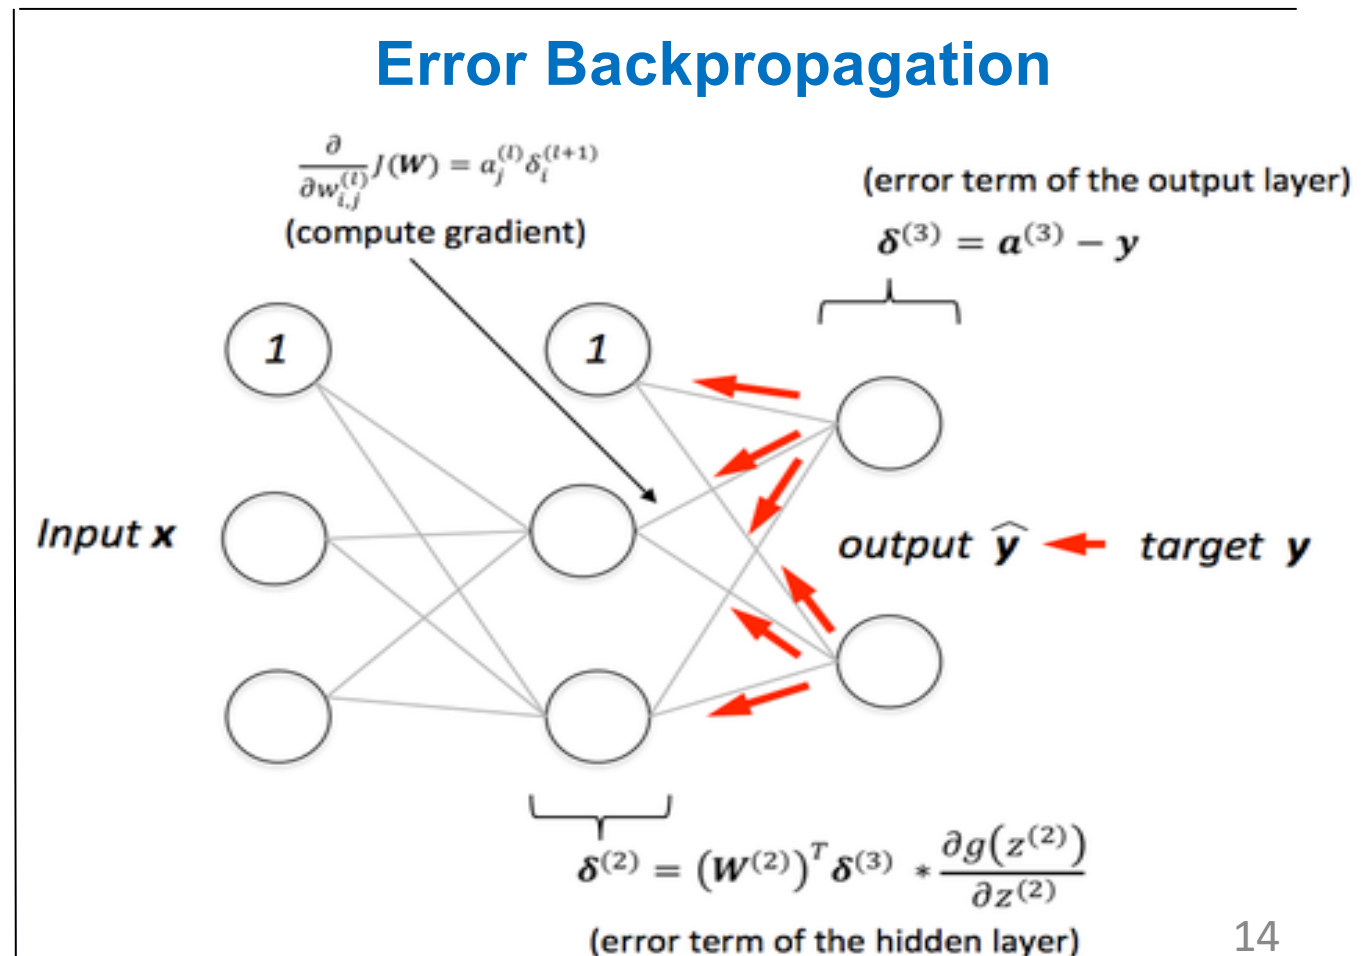 Error Backpropagation
∂/∂w_{i,j}^{(l)} J(W) = a_j^{(l)} δ_i^{(l+1)}
(compute gradient)
(error term of the output layer)
δ^{(3)} = a^{(3)} − y
1
1
Input x
output ŷ
target y
δ^{(2)} = (W^{(2)})^T δ^{(3)} * ∂g(z^{(2)})/∂z^{(2)}
(error term of the hidden layer)
14